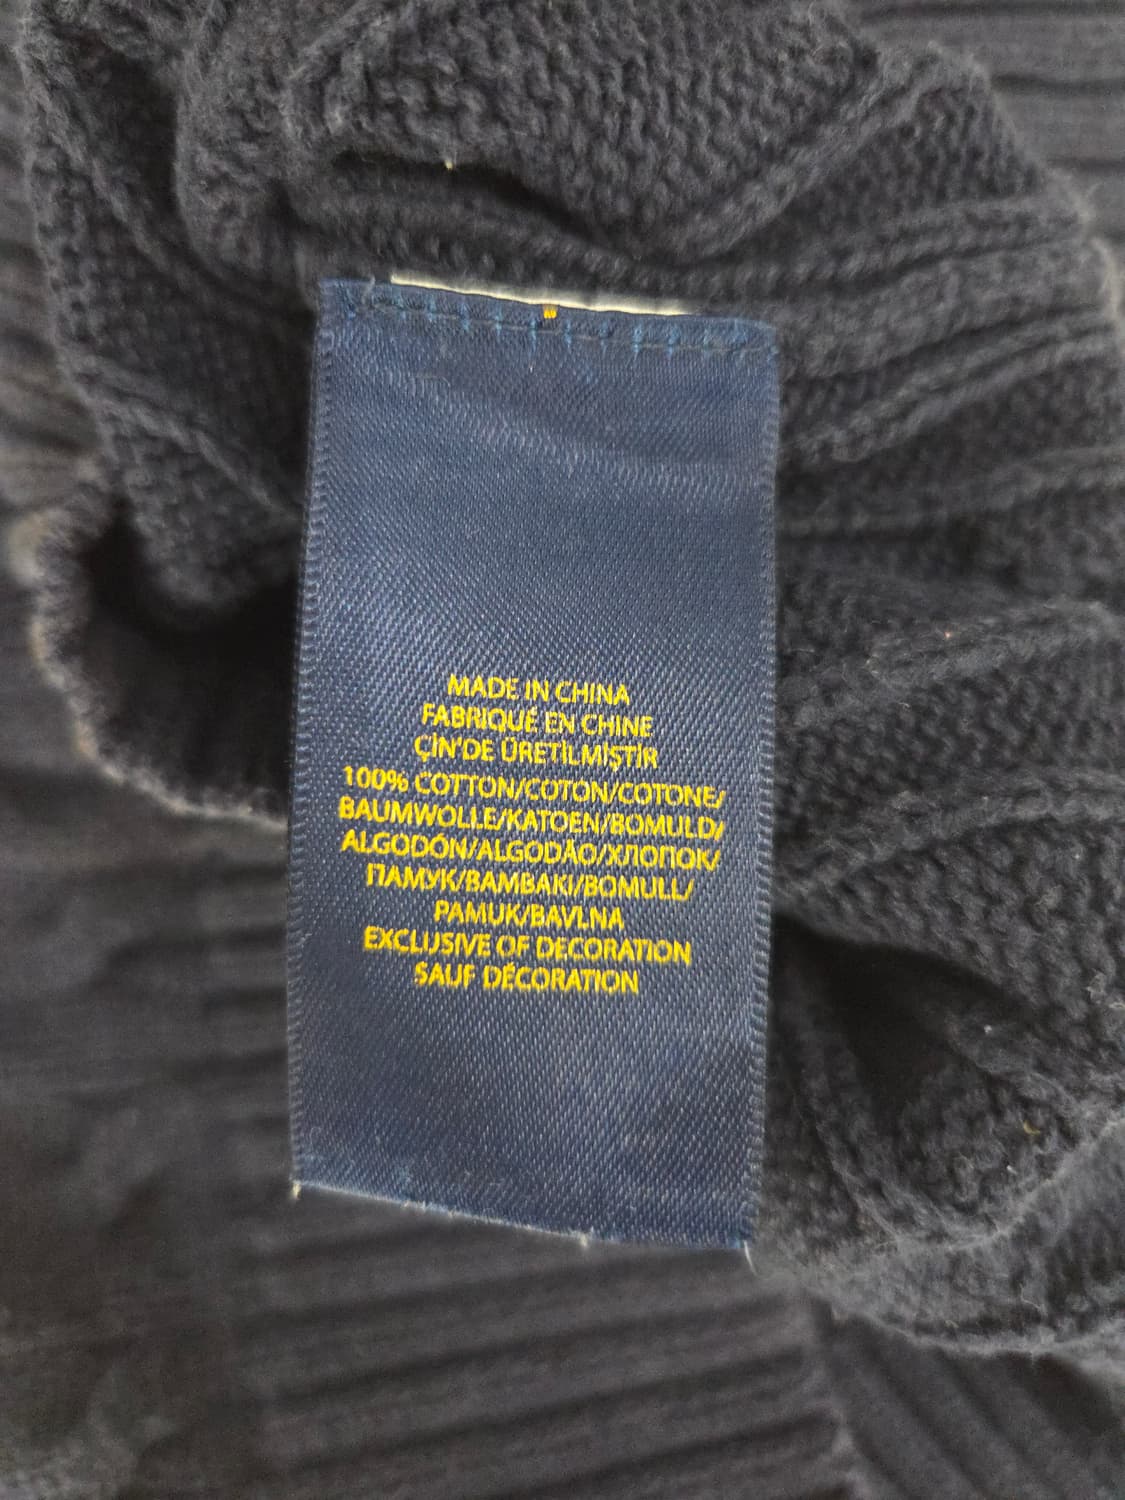 MADE IN CHINA
FABRIQUÉ EN CHINE
ÇİN'DE ÜRETİLMİŞTİR
100% COTTON/COTON/COTONE/
BAUMWOLLE/KATOEN/BOMULD/
ALGODÓN/ALGODÃO/ХЛОПОК/
ПАМУК/BAMBAKI/BOMULL/
PAMUK/BAVLNA
EXCLUSIVE OF DECORATION
SAUF DÉCORATION